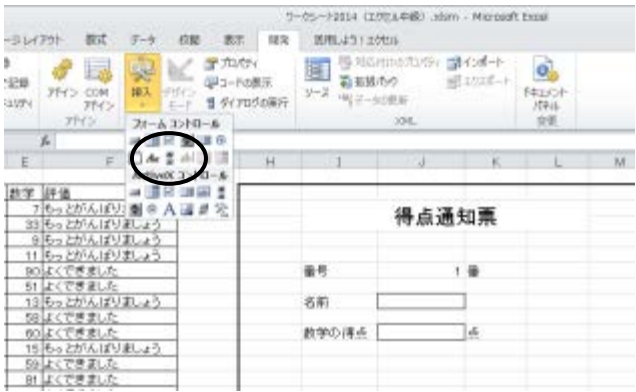 ワークシート2014（エクセル中級）.xlsm - Microsoft Excel
数式 データ 校閲 表示 開発 活用しよう！エクセル
アドイン COM アドイン 挿入 デザイン モード
プロパティ
コードの表示
ダイアログの実行
ソース
拡張パック
データの更新
インポート
エクスポート
ドキュメント パネル
アドイン XML 変更
フォーム コントロール
ActiveX コントロール
E F H I J K L M
数学 評価
7 もっとがんばりましょう
33 もっとがんばりましょう
9 もっとがんばりましょう
11 もっとがんばりましょう
90 よくできました
51 よくできました
13 もっとがんばりましょう
58 よくできました
60 よくできました
15 もっとがんばりましょう
59 よくできました
81 よくできました
得点通知票
番号 1 番
名前
数学の得点 点